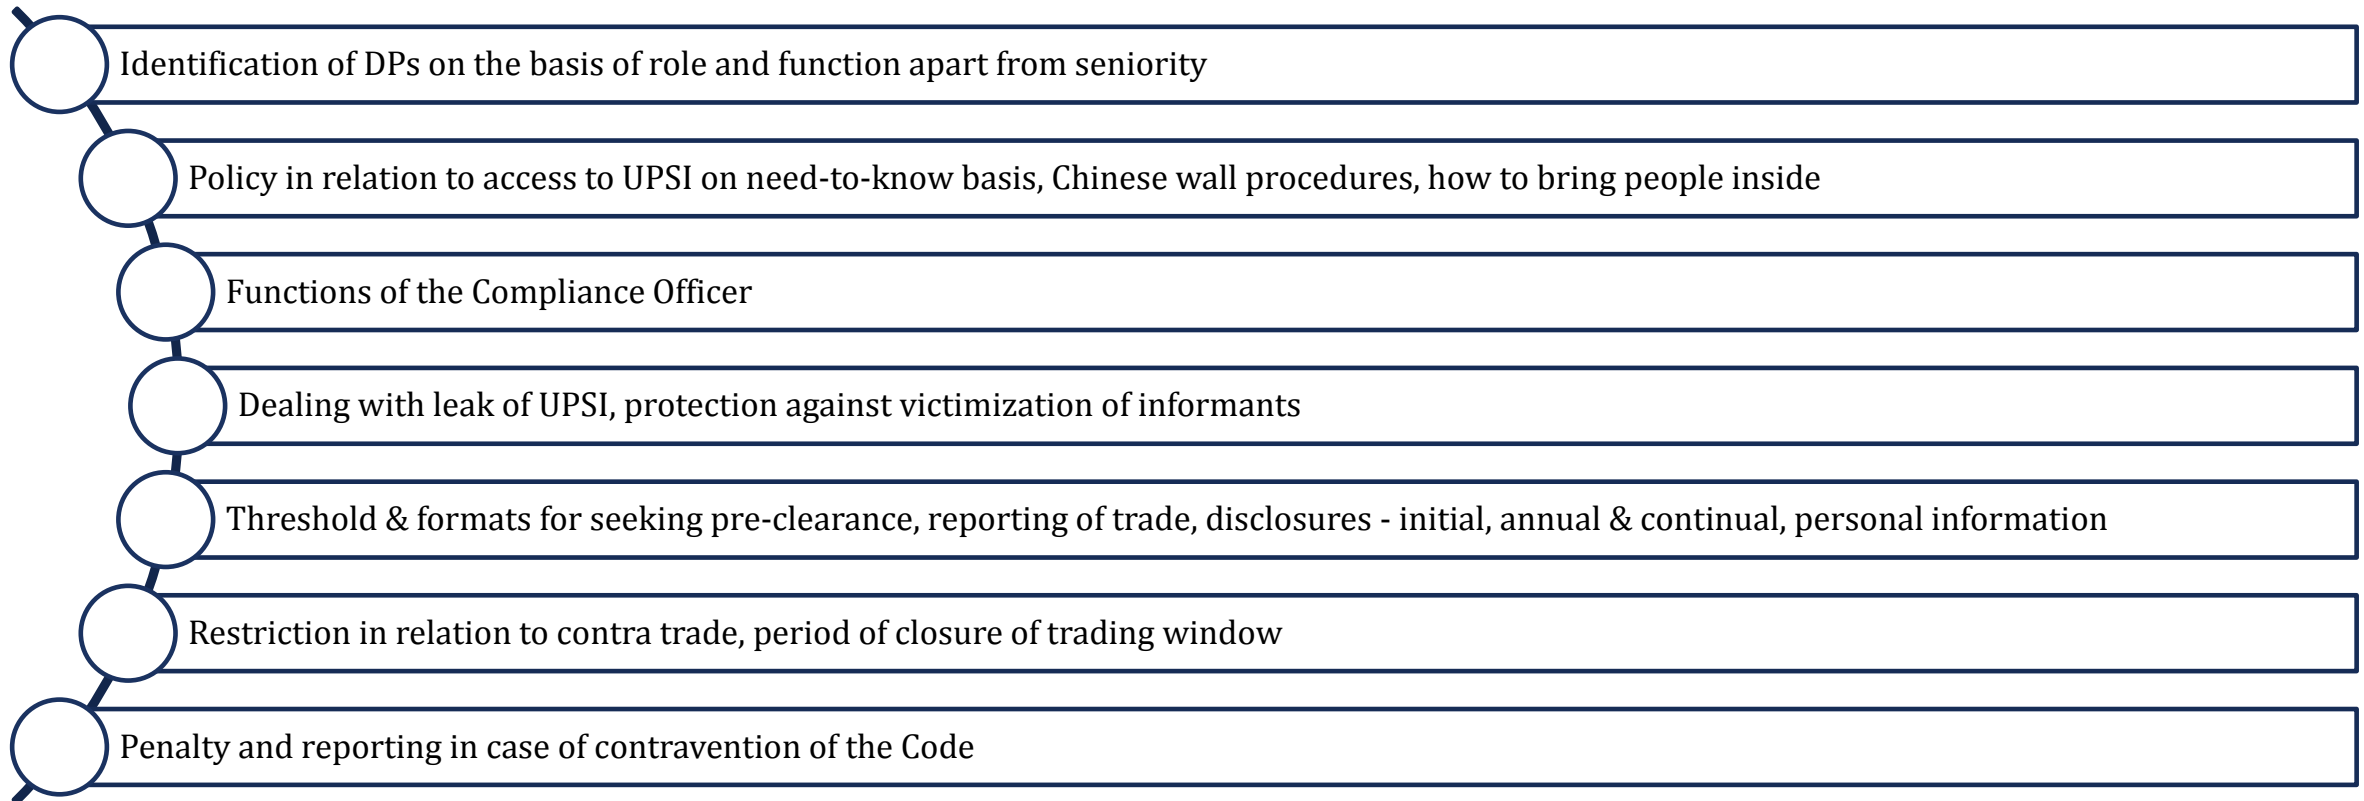 Identification of DPs on the basis of role and function apart from seniority
Policy in relation to access to UPSI on need-to-know basis, Chinese wall procedures, how to bring people inside
Functions of the Compliance Officer
Dealing with leak of UPSI, protection against victimization of informants
Threshold & formats for seeking pre-clearance, reporting of trade, disclosures - initial, annual & continual, personal information
Restriction in relation to contra trade, period of closure of trading window
Penalty and reporting in case of contravention of the Code